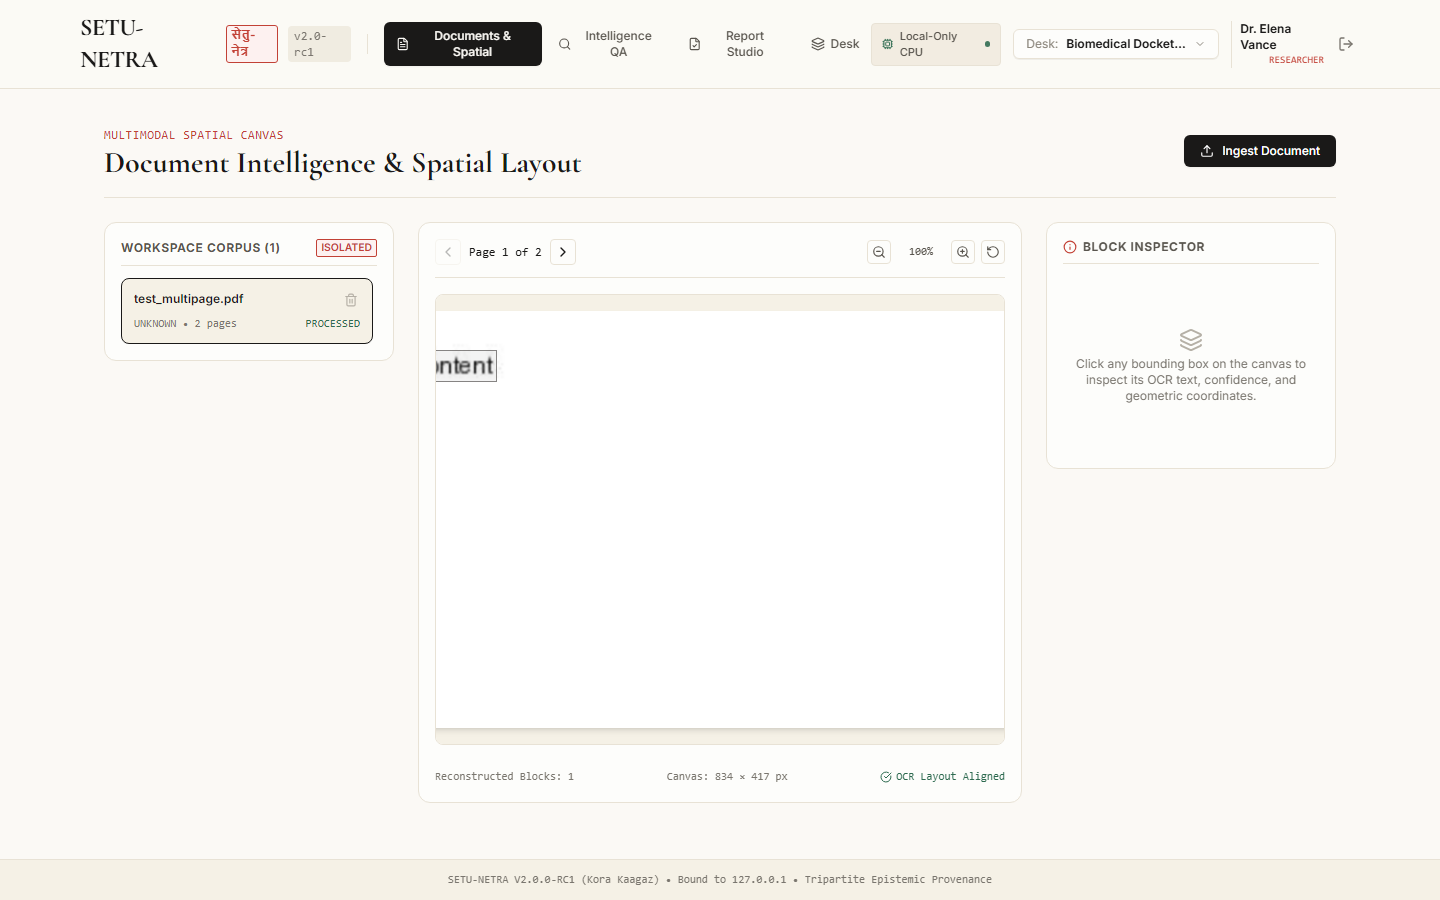 SETU-
NETRA
सेतु-
नेत्र
v2.0-
rc1
Documents &
Spatial
Intelligence
QA
Report
Studio
Desk
Local-Only
CPU
Desk: Biomedical Docket...
Dr. Elena
Vance
RESEARCHER
MULTIMODAL SPATIAL CANVAS
Document Intelligence & Spatial Layout
Ingest Document
WORKSPACE CORPUS (1)
ISOLATED
test_multipage.pdf
UNKNOWN • 2 pages
PROCESSED
Page 1 of 2
100%
ontent
Reconstructed Blocks: 1
Canvas: 834 × 417 px
OCR Layout Aligned
BLOCK INSPECTOR
Click any bounding box on the canvas to
inspect its OCR text, confidence, and
geometric coordinates.
SETU-NETRA V2.0.0-RC1 (Kora Kaagaz) • Bound to 127.0.0.1 • Tripartite Epistemic Provenance